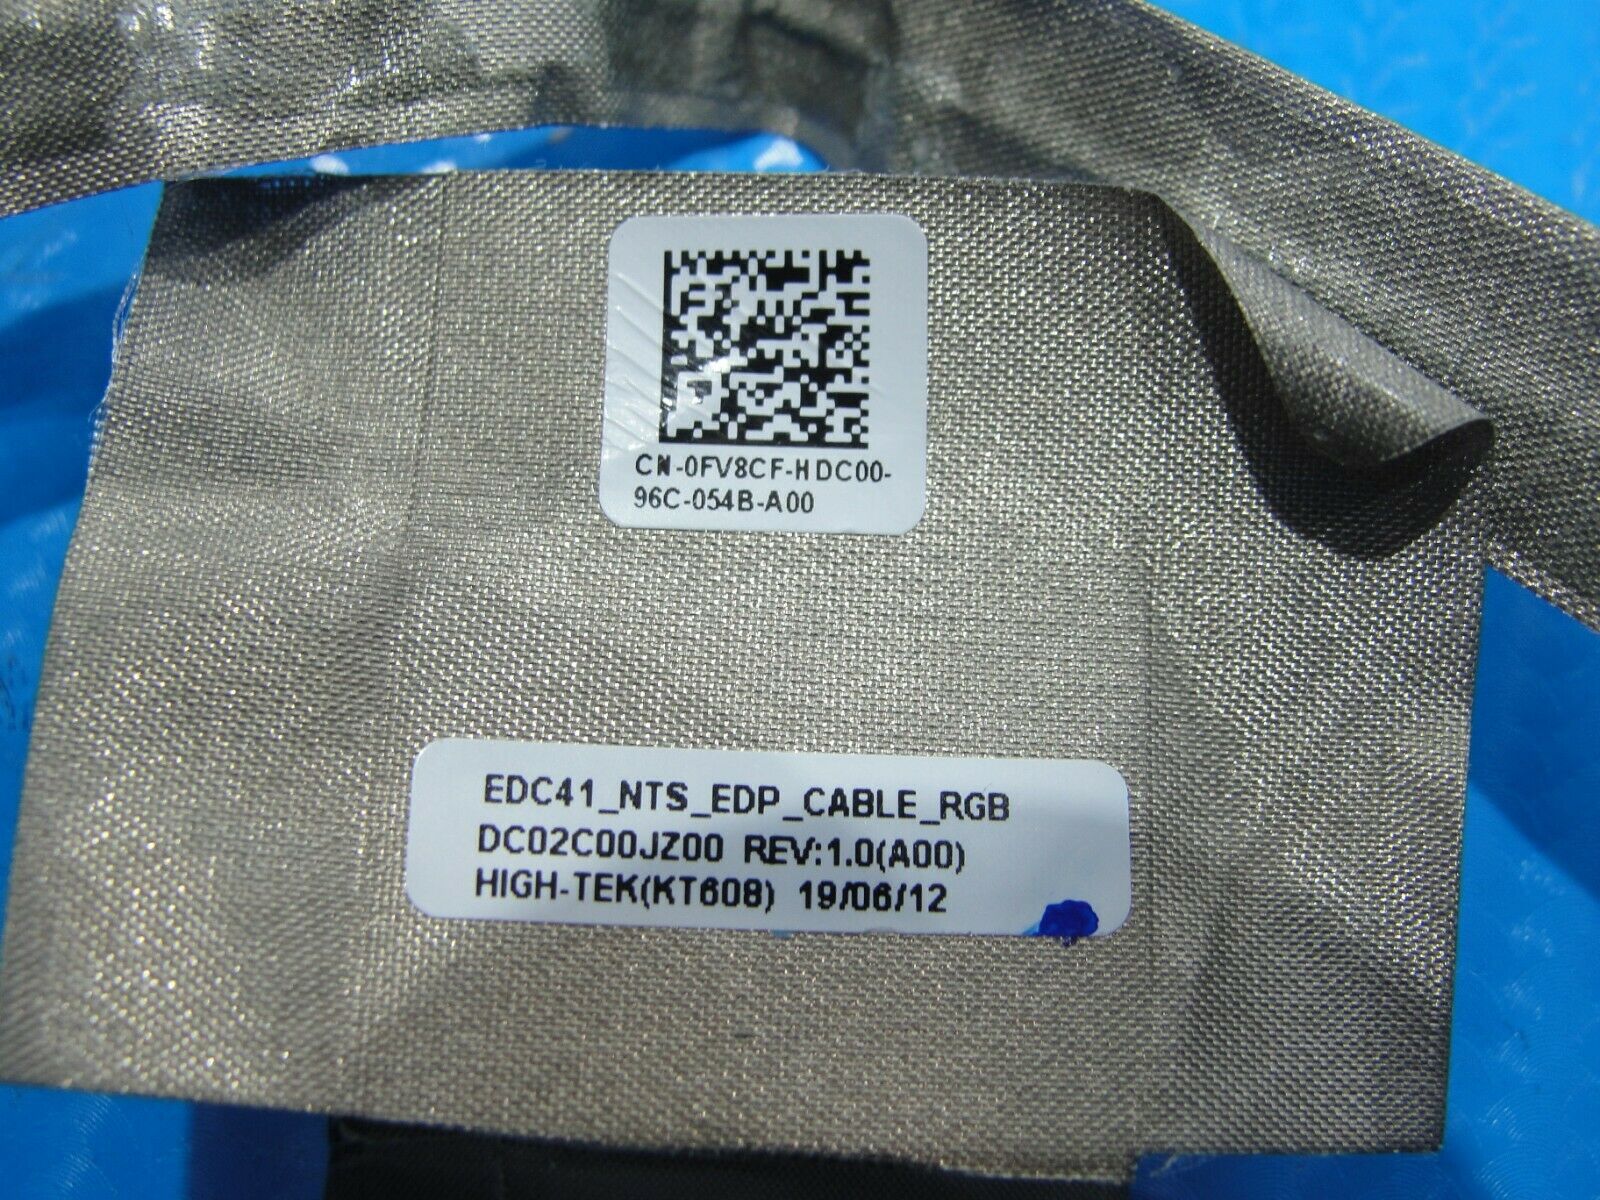 CN-0FV8CF-HDC00-
96C-054B-A00
EDC41_NTS_EDP_CABLE_RGB
DC02C00JZ00 REV:1.0(A00)
HIGH-TEK(KT608) 19/06/12